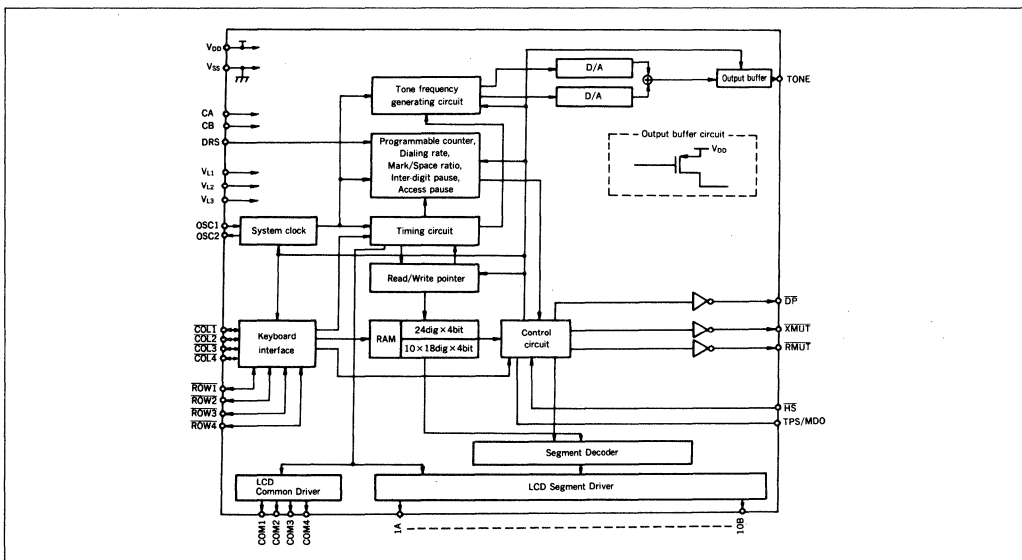 VDD
VSS
CA
CB
DRS
VL1
VL2
VL3
OSC1
OSC2
COL1
COL2
COL3
COL4
ROW1
ROW2
ROW3
ROW4
Tone frequency
generating circuit
D/A
D/A
Output buffer
TONE
Output buffer circuit
VDD
Programmable counter,
Dialing rate,
Mark/Space ratio,
Inter-digit pause,
Access pause
System clock
Timing circuit
Read/Write pointer
Keyboard
interface
RAM
24dig×4bit
10×18dig×4bit
Control
circuit
DP
XMUT
RMUT
HS
TPS/MDO
Segment Decoder
LCD
Common Driver
LCD Segment Driver
COM1
COM2
COM3
COM4
1A
10B